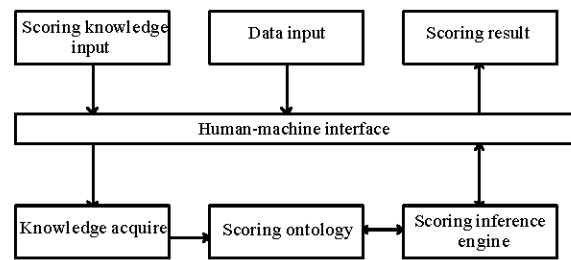 Scoring knowledge
input
Data input
Scoring result
Human-machine interface
Knowledge acquire
Scoring ontology
Scoring inference
engine